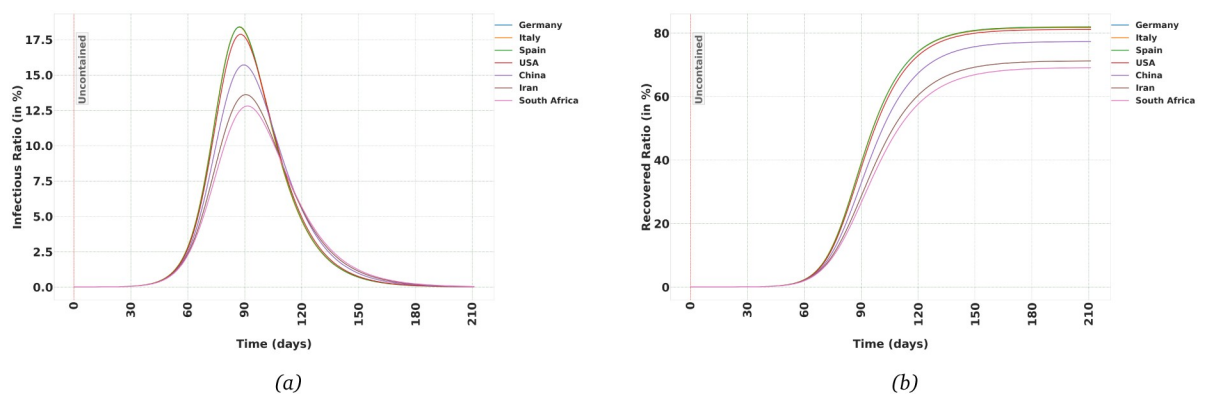 17.5
15.0
12.5
10.0
7.5
5.0
2.5
0.0
Infectious Ratio (in %)
Uncontained
0
30
60
90
120
150
180
210
Time (days)
Germany
Italy
Spain
USA
China
Iran
South Africa
(a)
80
60
40
20
0
Recovered Ratio (in %)
Uncontained
0
30
60
90
120
150
180
210
Time (days)
Germany
Italy
Spain
USA
China
Iran
South Africa
(b)